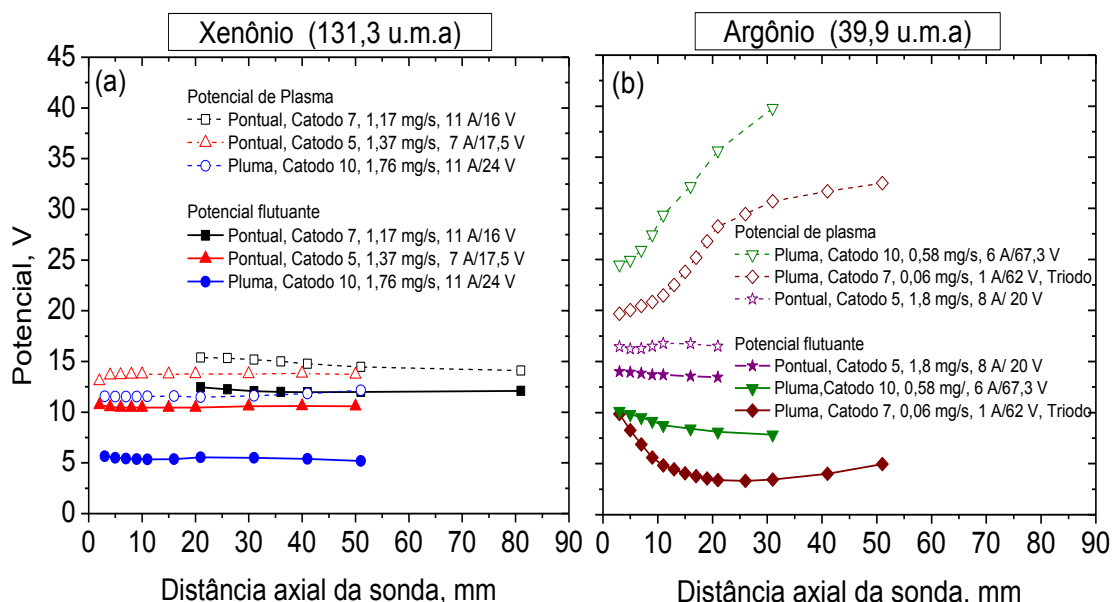 Xenônio (131,3 u.m.a)
Argônio (39,9 u.m.a)
Potencial, V
45
40
35
30
25
20
15
10
5
0
(a)
Potencial de Plasma
Pontual, Catodo 7, 1,17 mg/s, 11 A/16 V
Pontual, Catodo 5, 1,37 mg/s, 7 A/17,5 V
Pluma, Catodo 10, 1,76 mg/s, 11 A/24 V
Potencial flutuante
Pontual, Catodo 7, 1,17 mg/s, 11 A/16 V
Pontual, Catodo 5, 1,37 mg/s, 7 A/17,5 V
Pluma, Catodo 10, 1,76 mg/s, 11 A/24 V
0 10 20 30 40 50 60 70 80 90
Distância axial da sonda, mm
(b)
Potencial de plasma
Pluma, Catodo 10, 0,58 mg/s, 6 A/67,3 V
Pluma, Catodo 7, 0,06 mg/s, 1 A/62 V, Triodo
Pontual, Catodo 5, 1,8 mg/s, 8 A/ 20 V
Potencial flutuante
Pontual, Catodo 5, 1,8 mg/s, 8 A/ 20 V
Pluma,Catodo 10, 0,58 mg/, 6 A/67,3 V
Pluma, Catodo 7, 0,06 mg/s, 1 A/62 V, Triodo
0 10 20 30 40 50 60 70 80 90
Distância axial da sonda, mm